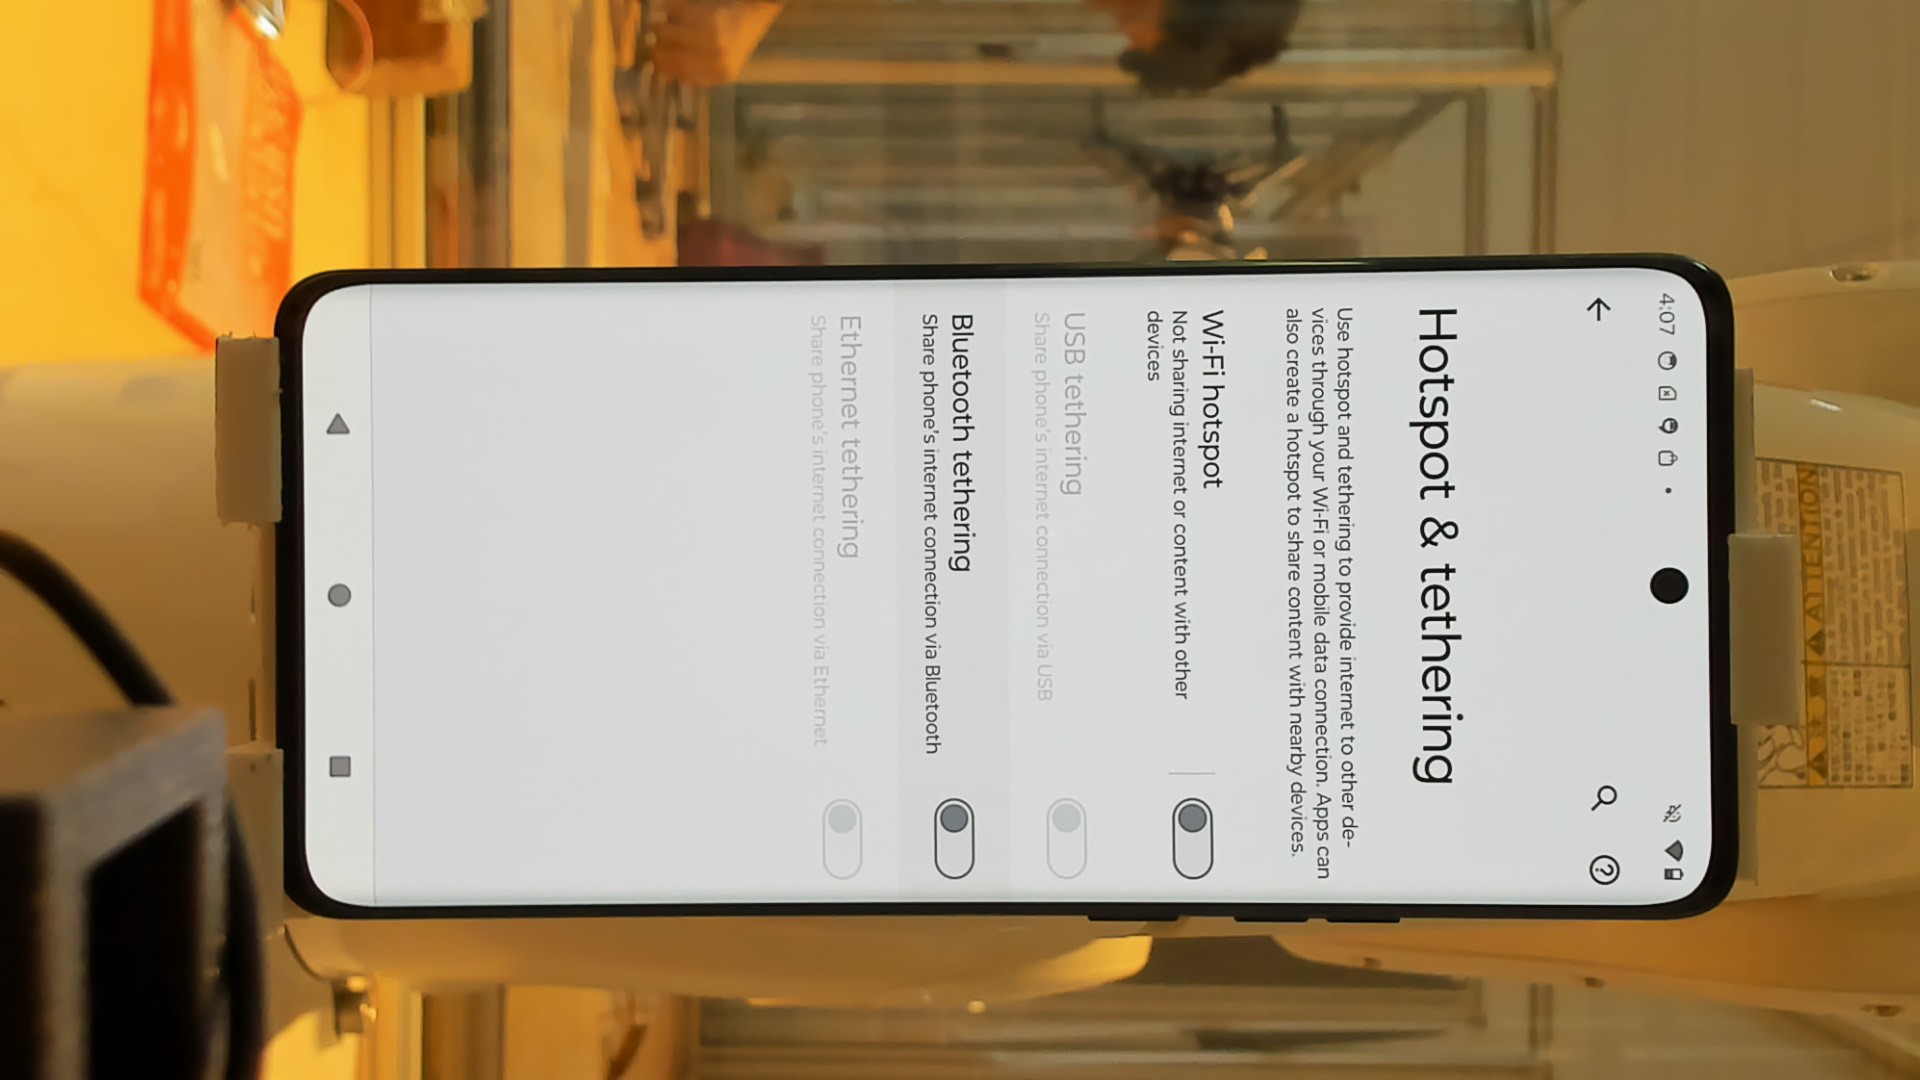 4:07
Hotspot & tethering
Use hotspot and tethering to provide internet to other de-
vices through your Wi-Fi or mobile data connection. Apps can
also create a hotspot to share content with nearby devices.
Wi-Fi hotspot
Not sharing internet or content with other
devices
USB tethering
Share phone's internet connection via USB
Bluetooth tethering
Share phone's internet connection via Bluetooth
Ethernet tethering
Share phone's internet connection via Ethernet
ATTENTION